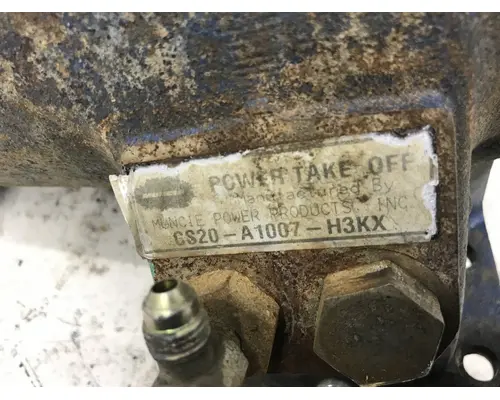 POWER TAKE OFF
Manufactured By
MUNCIE POWER PRODUCTS, INC.
CS20-A1007-H3KX